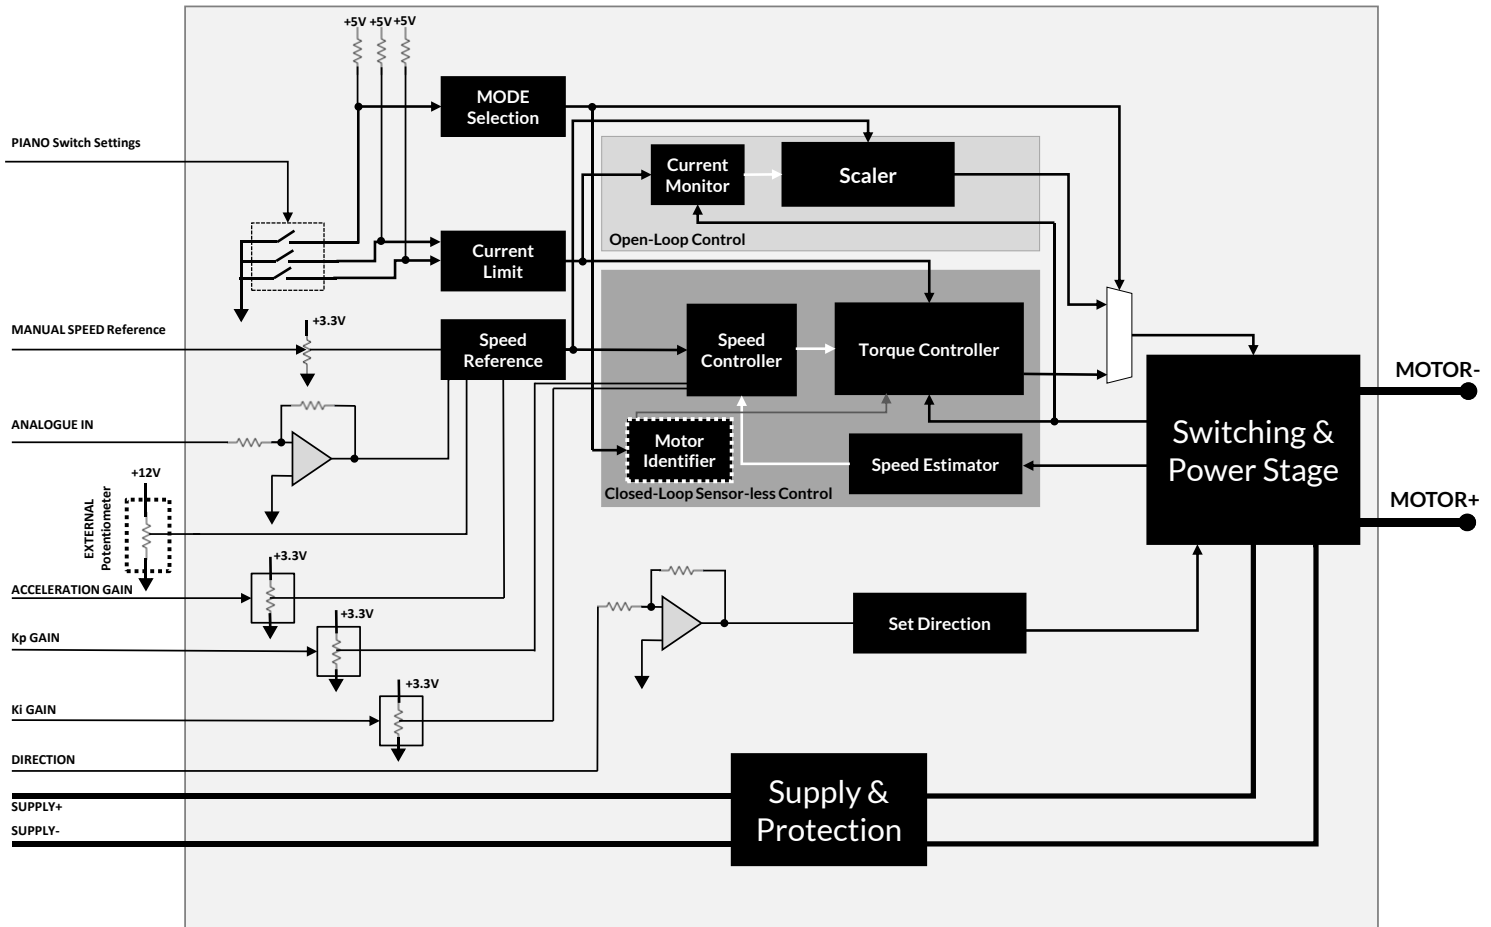 +5V +5V +5V
MODE
Selection
PIANO Switch Settings
Current
Monitor
Scaler
Open-Loop Control
Current
Limit
MANUAL SPEED Reference
+3.3V
Speed
Reference
Speed
Controller
Torque Controller
MOTOR-
ANALOGUE IN
Motor
Identifier
Speed Estimator
Closed-Loop Sensor-less Control
Switching &
Power Stage
MOTOR+
+12V
EXTERNAL
Potentiometer
+3.3V
ACCELERATION GAIN
+3.3V
Kp GAIN
Set Direction
+3.3V
Ki GAIN
DIRECTION
SUPPLY+
SUPPLY-
Supply &
Protection